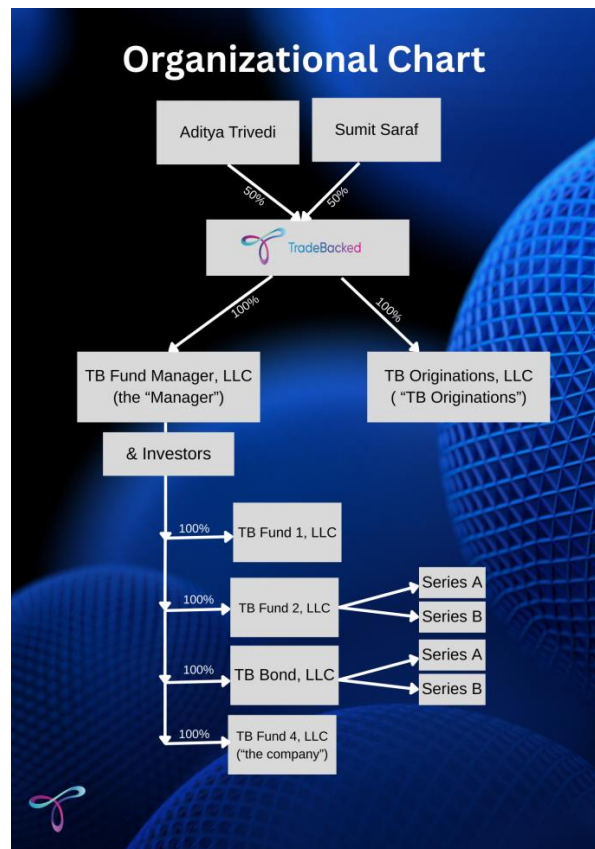 Organizational Chart
Aditya Trivedi
Sumit Saraf
50%
50%
TradeBacked
100%
100%
TB Fund Manager, LLC
(the “Manager”)
TB Originations, LLC
( “TB Originations”)
& Investors
100%
TB Fund 1, LLC
100%
TB Fund 2, LLC
Series A
Series B
100%
TB Bond, LLC
Series A
Series B
100%
TB Fund 4, LLC
(“the company”)